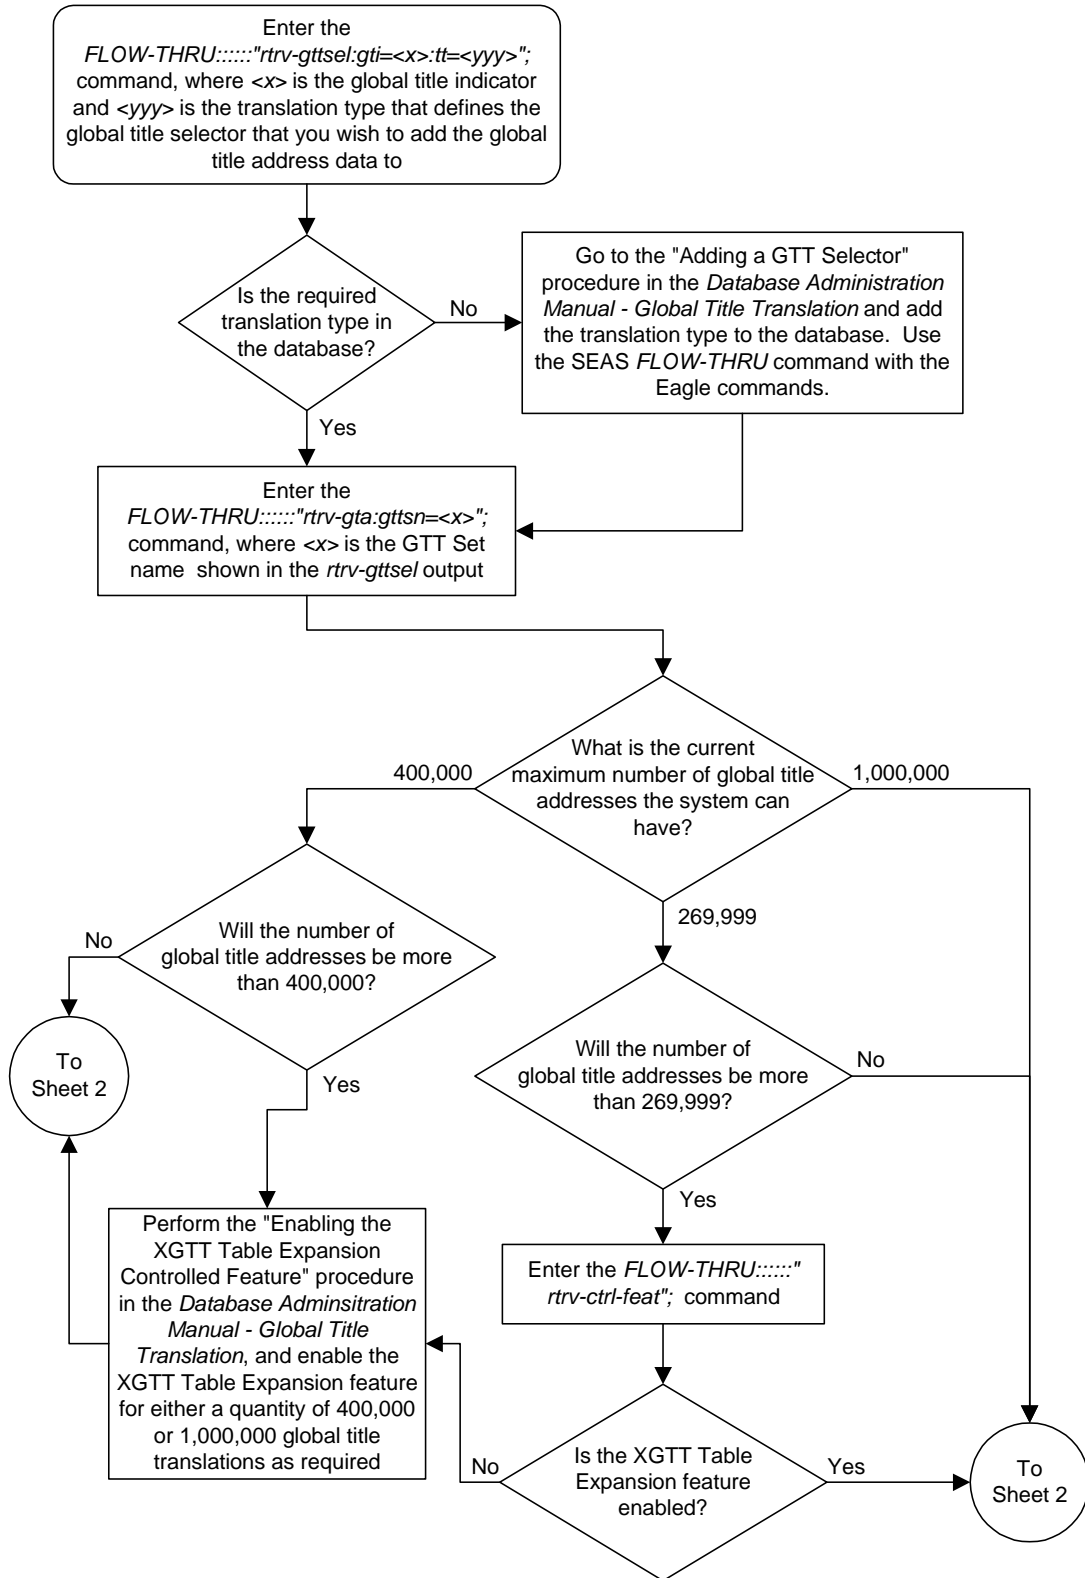 Enter the
FLOW-THRU::::::"rtrv-gttsel:gti=<x>:tt=<yyy>";
command, where <x> is the global title indicator
and <yyy> is the translation type that defines the
global title selector that you wish to add the global
title address data to
Is the required
translation type in
the database?
No
Go to the "Adding a GTT Selector"
procedure in the Database Administration
Manual - Global Title Translation and add
the translation type to the database. Use
the SEAS FLOW-THRU command with the
Eagle commands.
Yes
Enter the
FLOW-THRU::::::"rtrv-gta:gttsn=<x>";
command, where <x> is the GTT Set
name shown in the rtrv-gttsel output
What is the current
maximum number of global title
addresses the system can
have?
400,000
1,000,000
269,999
Will the number of
global title addresses be more
than 400,000?
No
To
Sheet 2
Yes
Will the number of
global title addresses be more
than 269,999?
No
Yes
Perform the "Enabling the
XGTT Table Expansion
Controlled Feature" procedure
in the Database Adminsitration
Manual - Global Title
Translation, and enable the
XGTT Table Expansion feature
for either a quantity of 400,000
or 1,000,000 global title
translations as required
Enter the FLOW-THRU::::::"
rtrv-ctrl-feat"; command
Is the XGTT Table
Expansion feature
enabled?
No
Yes
To
Sheet 2